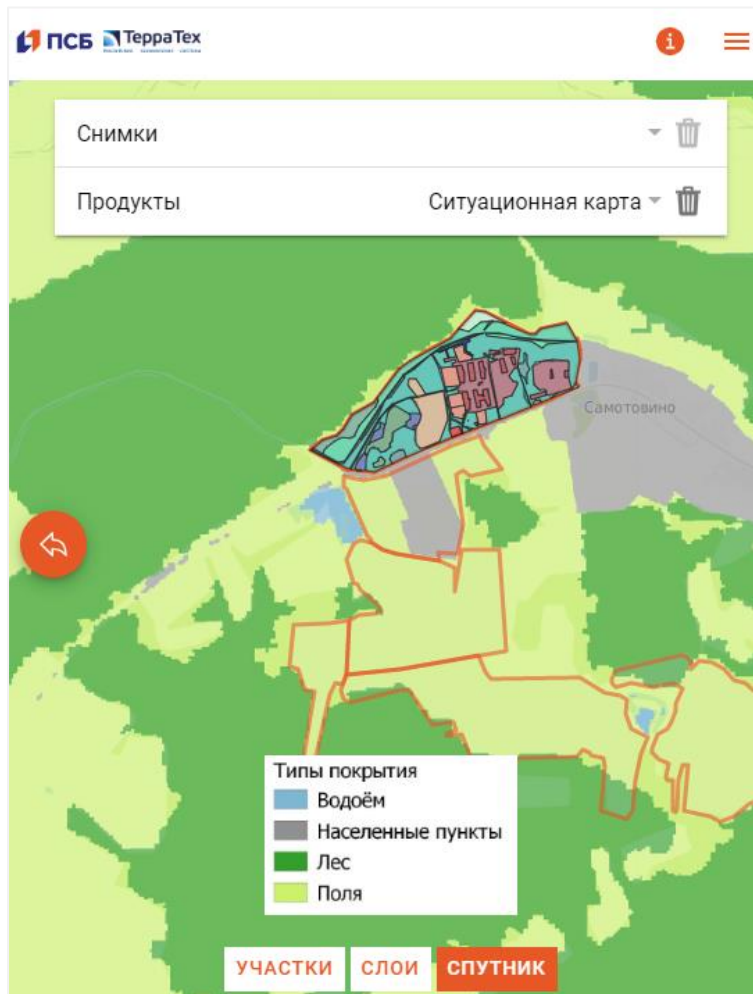 ПСБ ТерраТех
Снимки
Продукты Ситуационная карта
Самотовино
Типы покрытия
Водоём
Населенные пункты
Лес
Поля
УЧАСТКИ СЛОИ СПУТНИК